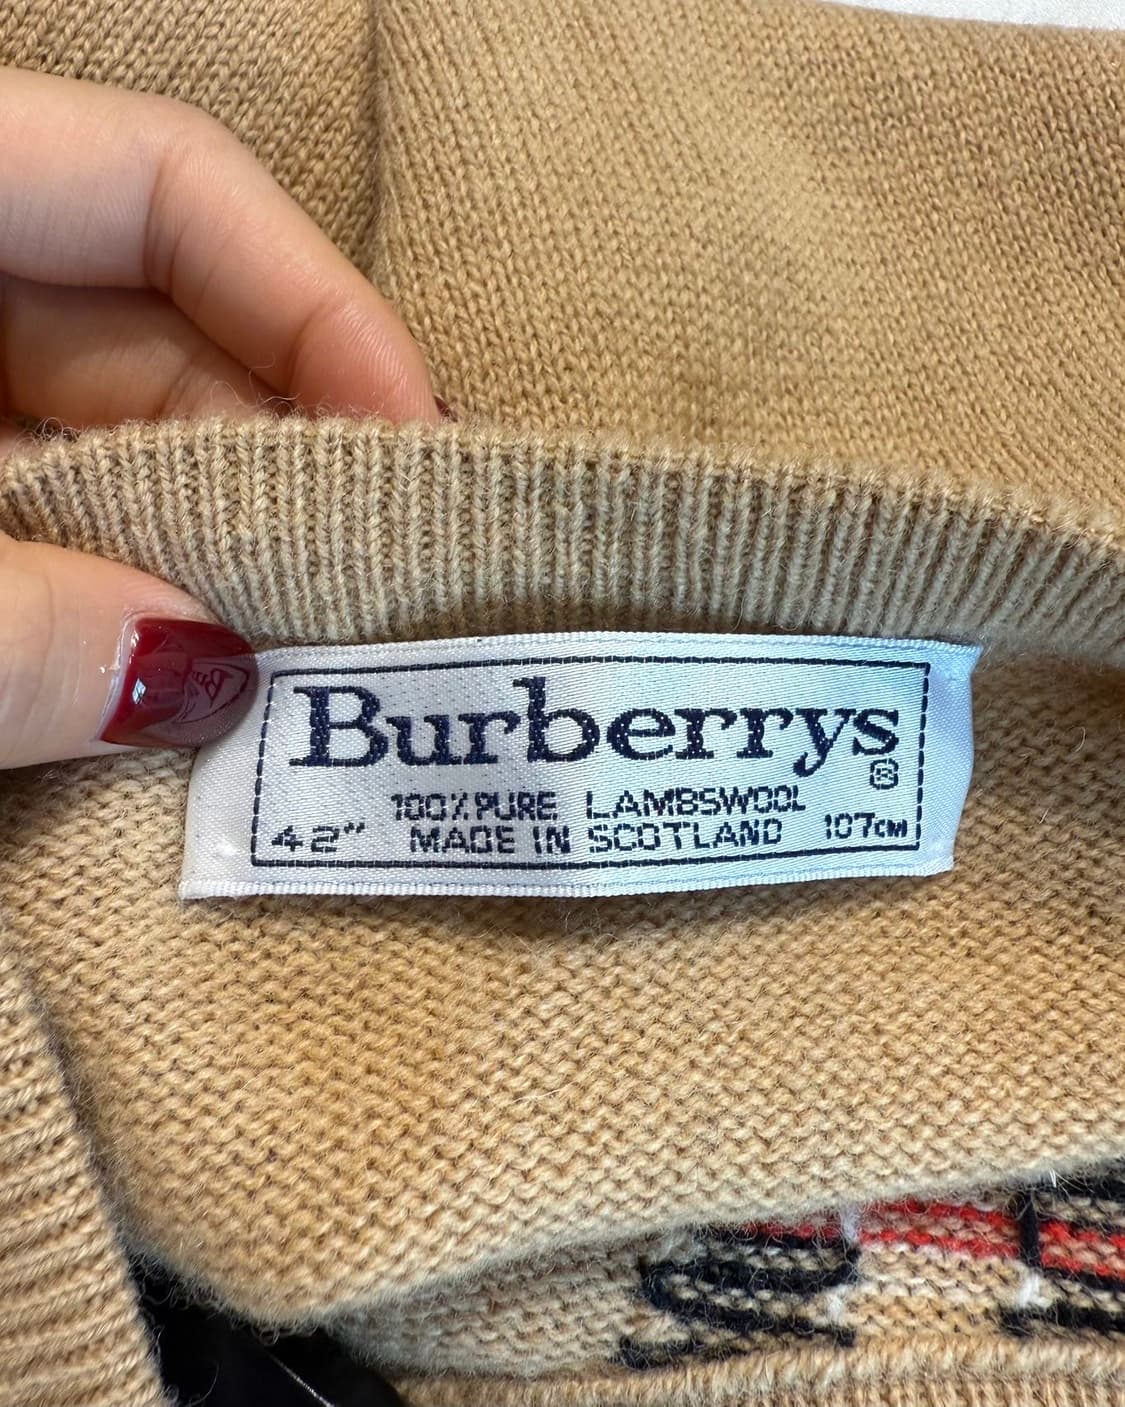 Burberrys
®
100% PURE LAMBSWOOL
42" MADE IN SCOTLAND 107cm